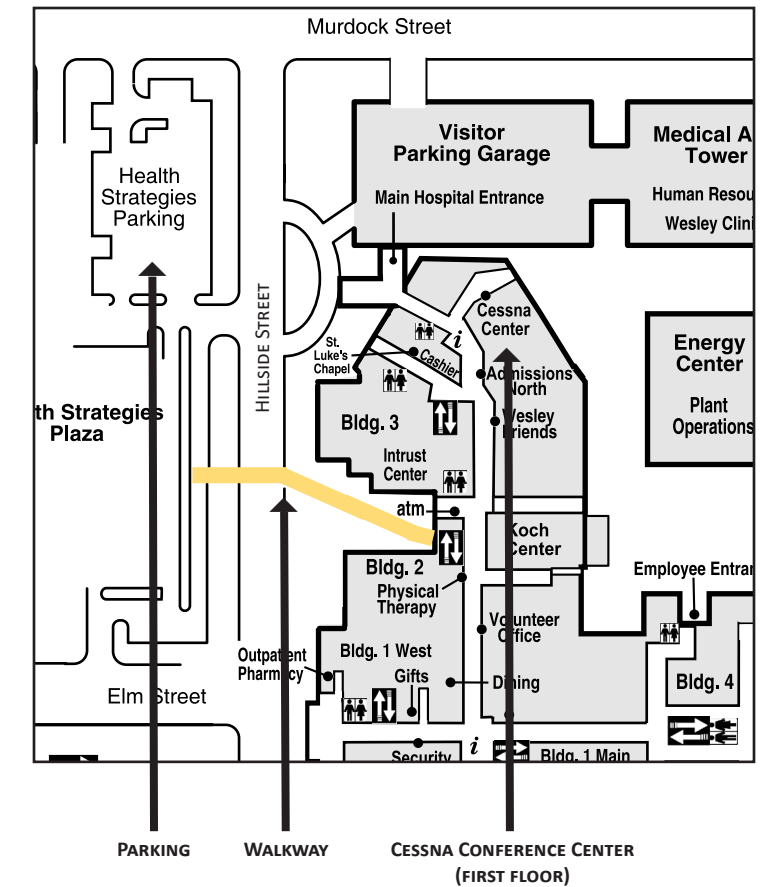 Murdock Street
Visitor
Parking Garage
Medical A
Tower
Human Resou
Wesley Clini
Main Hospital Entrance
Health
Strategies
Parking
HILLSIDE STREET
Cessna
Center
i
St.
Luke's
Chapel
Cashier
Admissions
North
Wesley
Friends
Energy
Center
Plant
Operations
th Strategies
Plaza
Bldg. 3
Intrust
Center
atm
Koch
Center
Bldg. 2
Physical
Therapy
Employee Entran
Volunteer
Office
Bldg. 1 West
Outpatient
Pharmacy
Gifts
Dining
Bldg. 4
Elm Street
Security
i
Bldg. 1 Main
PARKING
WALKWAY
CESSNA CONFERENCE CENTER
(FIRST FLOOR)